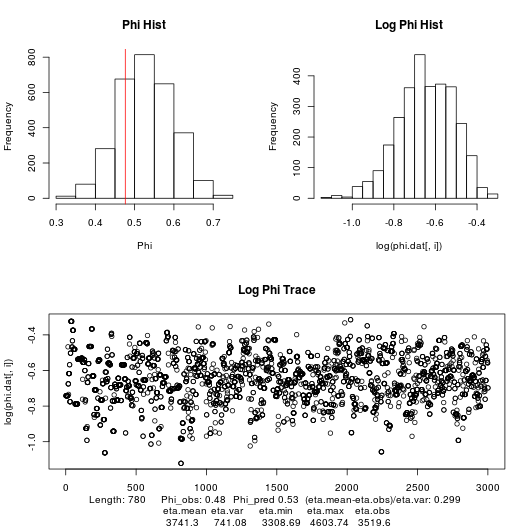 Phi Hist
Log Phi Hist
Frequency
0 200 400 600 800
0.3 0.4 0.5 0.6 0.7
Phi
Frequency
0 100 200 300 400
-1.0 -0.8 -0.6 -0.4
log(phi.dat[, i])
Log Phi Trace
log(phi.dat[, i])
-1.0 -0.8 -0.6 -0.4
0 500 1000 1500 2000 2500 3000
Length: 780 Phi_obs: 0.48 Phi_pred 0.53 (eta.mean-eta.obs)/eta.var: 0.299
eta.mean eta.var eta.min eta.max eta.obs
3741.3 741.08 3308.69 4603.74 3519.6